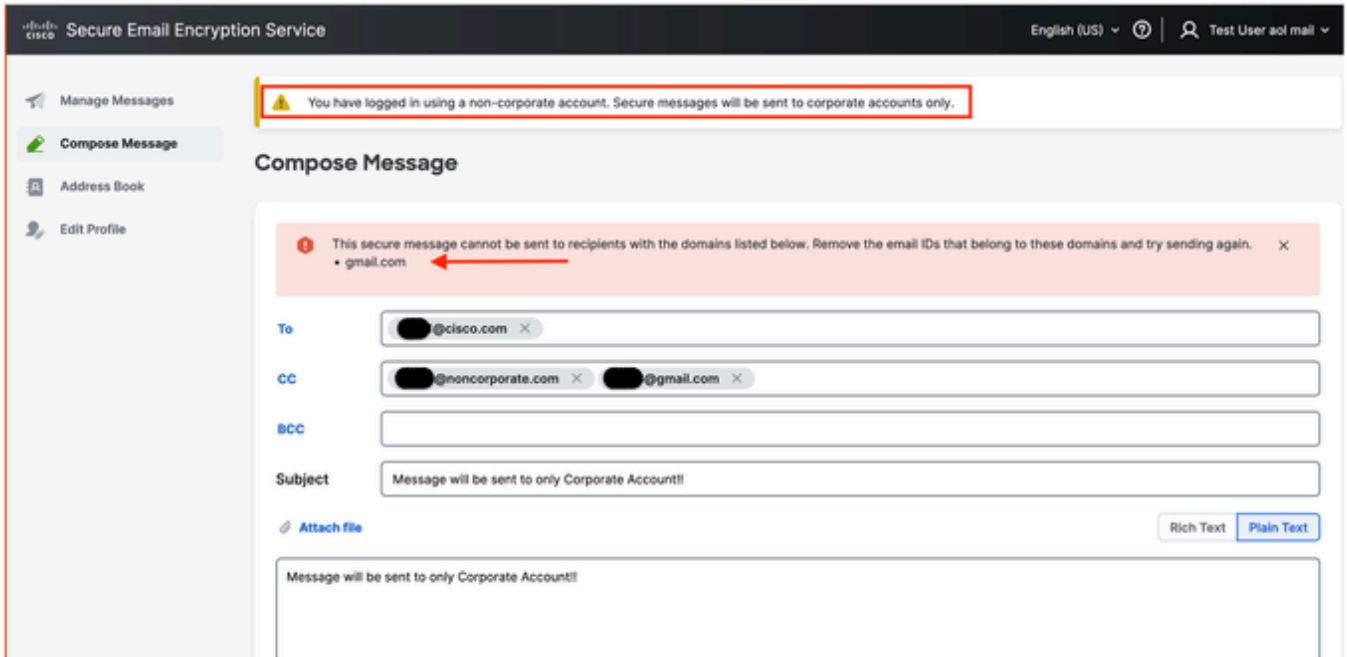 cisco Secure Email Encryption Service
English (US)
Test User aol mail
Manage Messages
Compose Message
Address Book
Edit Profile
You have logged in using a non-corporate account. Secure messages will be sent to corporate accounts only.
Compose Message
This secure message cannot be sent to recipients with the domains listed below. Remove the email IDs that belong to these domains and try sending again.
• gmail.com
To
@cisco.com
CC
@noncorporate.com @gmail.com
BCC
Subject
Message will be sent to only Corporate Account!!
Attach file
Rich Text Plain Text
Message will be sent to only Corporate Account!!